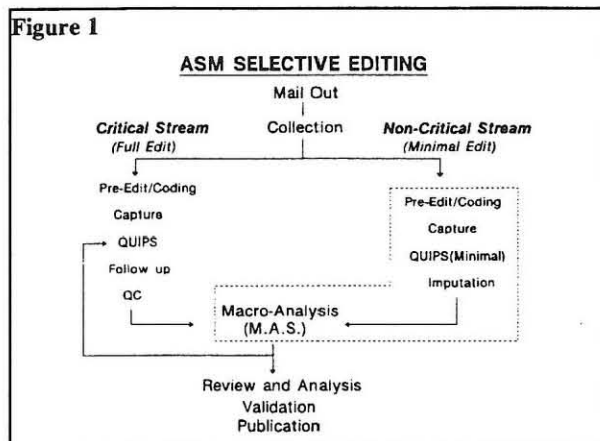 Figure 1
ASM SELECTIVE EDITING
Mail Out
Collection
Critical Stream
(Full Edit)
Non-Critical Stream
(Minimal Edit)
Pre-Edit/Coding
Capture
QUIPS
Follow up
QC
Pre-Edit/Coding
Capture
QUIPS(Minimal)
Imputation
Macro-Analysis
(M.A.S.)
Review and Analysis
Validation
Publication